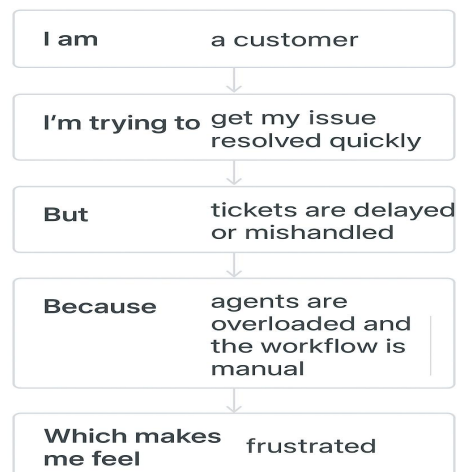 I am a customer
I'm trying to get my issue
resolved quickly
But tickets are delayed
or mishandled
Because agents are
overloaded and
the workflow is
manual
Which makes
me feel frustrated